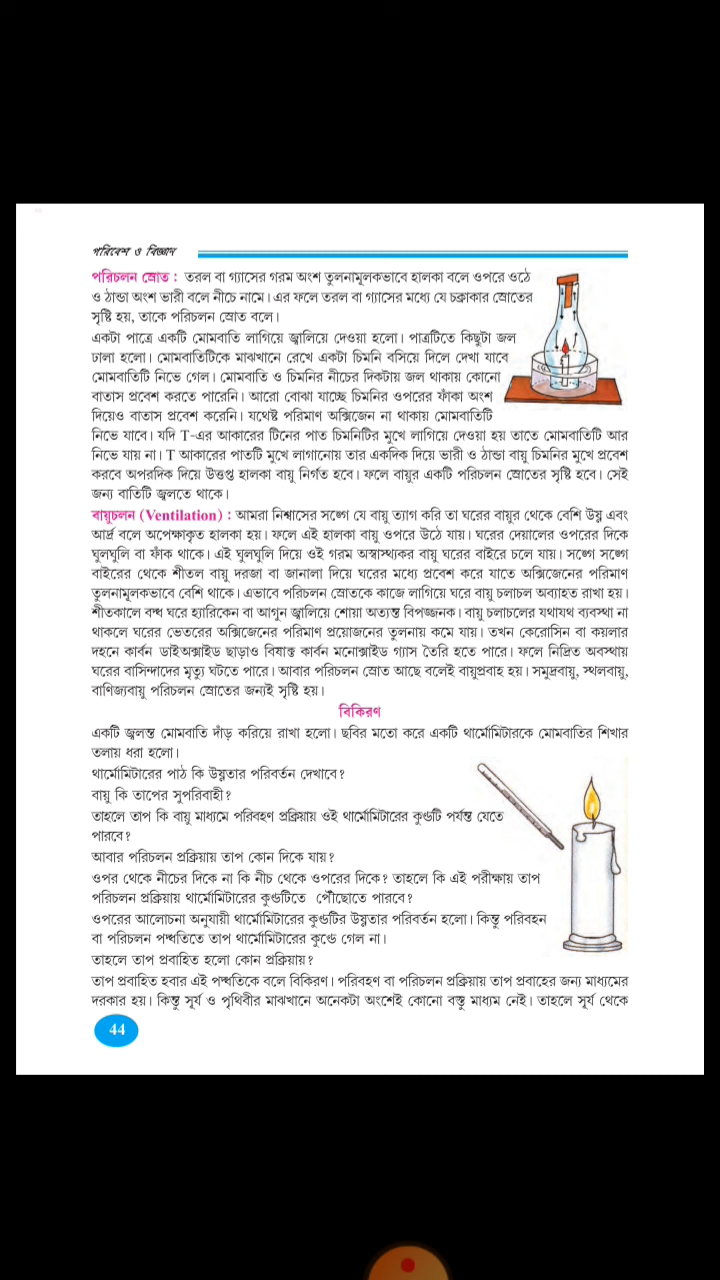 পরিবেশ ও বিজ্ঞান
পরিচলন স্রোত : তরল বা গ্যাসের গরম অংশ তুলনামূলকভাবে হালকা বলে ওপরে ওঠে
ও ঠান্ডা অংশ ভারী বলে নীচে নামে। এর ফলে তরল বা গ্যাসের মধ্যে যে চক্রাকার স্রোতের
সৃষ্টি হয়, তাকে পরিচলন স্রোত বলে।
একটা পাত্রে একটি মোমবাতি লাগিয়ে জ্বালিয়ে দেওয়া হলো। পাত্রটিতে কিছুটা জল
ঢালা হলো। মোমবাতিটিকে মাঝখানে রেখে একটা চিমনি বসিয়ে দিলে দেখা যাবে
মোমবাতিটি নিভে গেল। মোমবাতি ও চিমনির নীচের দিকটায় জল থাকায় কোনো
বাতাস প্রবেশ করতে পারেনি। আরো বোঝা যাচ্ছে চিমনির ওপরের ফাঁকা অংশ
দিয়েও বাতাস প্রবেশ করেনি। যথেষ্ট পরিমাণ অক্সিজেন না থাকায় মোমবাতিটি
নিভে যাবে। যদি T-এর আকারের টিনের পাত চিমনিটির মুখে লাগিয়ে দেওয়া হয় তাতে মোমবাতিটি আর
নিভে যায় না। T আকারের পাতটি মুখে লাগানোয় তার একদিক দিয়ে ভারী ও ঠান্ডা বায়ু চিমনির মুখে প্রবেশ
করবে অপরদিক দিয়ে উত্তপ্ত হালকা বায়ু নির্গত হবে। ফলে বায়ুর একটি পরিচলন স্রোতের সৃষ্টি হবে। সেই
জন্য বাতিটি জ্বলতে থাকে।
বায়ুচলন (Ventilation) : আমরা নিশ্বাসের সঙ্গে যে বায়ু ত্যাগ করি তা ঘরের বায়ুর থেকে বেশি উষ্ণ এবং
আর্দ্র বলে অপেক্ষাকৃত হালকা হয়। ফলে এই হালকা বায়ু ওপরে উঠে যায়। ঘরের দেয়ালের ওপরের দিকে
ঘুলঘুলি বা ফাঁক থাকে। এই ঘুলঘুলি দিয়ে ওই গরম অস্বাস্থ্যকর বায়ু ঘরের বাইরে চলে যায়। সঙ্গে সঙ্গে
বাইরের থেকে শীতল বায়ু দরজা বা জানালা দিয়ে ঘরের মধ্যে প্রবেশ করে যাতে অক্সিজেনের পরিমাণ
তুলনামূলকভাবে বেশি থাকে। এভাবে পরিচলন স্রোতকে কাজে লাগিয়ে ঘরে বায়ু চলাচল অব্যাহত রাখা হয়।
শীতকালে বন্ধ ঘরে হ্যারিকেন বা আগুন জ্বালিয়ে শোয়া অত্যন্ত বিপজ্জনক। বায়ু চলাচলের যথাযথ ব্যবস্থা না
থাকলে ঘরের ভেতরের অক্সিজেনের পরিমাণ প্রয়োজনের তুলনায় কমে যায়। তখন কেরোসিন বা কয়লার
দহনে কার্বন ডাইঅক্সাইড ছাড়াও বিষাক্ত কার্বন মনোক্সাইড গ্যাস তৈরি হতে পারে। ফলে নিদ্রিত অবস্থায়
ঘরের বাসিন্দাদের মৃত্যু ঘটতে পারে। আবার পরিচলন স্রোত আছে বলেই বায়ুপ্রবাহ হয়। সমুদ্রবায়ু, স্থলবায়ু,
বাণিজ্যবায়ু পরিচলন স্রোতের জন্যই সৃষ্টি হয়।
বিকিরণ
একটি জ্বলন্ত মোমবাতি দাঁড় করিয়ে রাখা হলো। ছবির মতো করে একটি থার্মোমিটারকে মোমবাতির শিখার
তলায় ধরা হলো।
থার্মোমিটারের পাঠ কি উষ্ণতার পরিবর্তন দেখাবে?
বায়ু কি তাপের সুপরিবাহী?
তাহলে তাপ কি বায়ু মাধ্যমে পরিবহণ প্রক্রিয়ায় ওই থার্মোমিটারের কুণ্ডটি পর্যন্ত যেতে
পারবে?
আবার পরিচলন প্রক্রিয়ায় তাপ কোন দিকে যায়?
ওপর থেকে নীচের দিকে না কি নীচ থেকে ওপরের দিকে? তাহলে কি এই পরীক্ষায় তাপ
পরিচলন প্রক্রিয়ায় থার্মোমিটারের কুণ্ডটিতে পৌঁছোতে পারবে?
ওপরের আলোচনা অনুযায়ী থার্মোমিটারের কুণ্ডটির উষ্ণতার পরিবর্তন হলো। কিন্তু পরিবহন
বা পরিচলন পদ্ধতিতে তাপ থার্মোমিটারের কুণ্ডে গেল না।
তাহলে তাপ প্রবাহিত হলো কোন প্রক্রিয়ায়?
তাপ প্রবাহিত হবার এই পদ্ধতিকে বলে বিকিরণ। পরিবহণ বা পরিচলন প্রক্রিয়ায় তাপ প্রবাহের জন্য মাধ্যমের
দরকার হয়। কিন্তু সূর্য ও পৃথিবীর মাঝখানে অনেকটা অংশেই কোনো বস্তু মাধ্যম নেই। তাহলে সূর্য থেকে
44